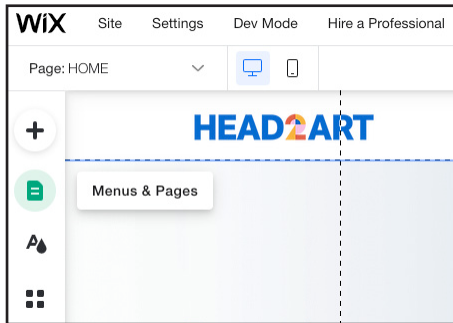 WiX Site Settings Dev Mode Hire a Professional
Page: HOME
HEAD2ART
Menus & Pages